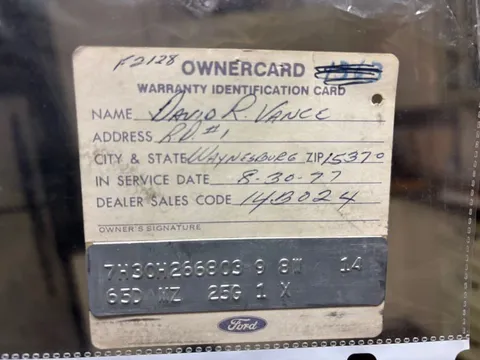 F2128
OWNERCARD
WARRANTY IDENTIFICATION CARD
NAME David R. Vance
ADDRESS R.D.#1
CITY & STATE Waynesburg ZIP 15370
IN SERVICE DATE 8-30-77
DEALER SALES CODE 14B024
OWNER'S SIGNATURE
7H30H266803 9 8W 14
65D WZ 25G 1 X
Ford